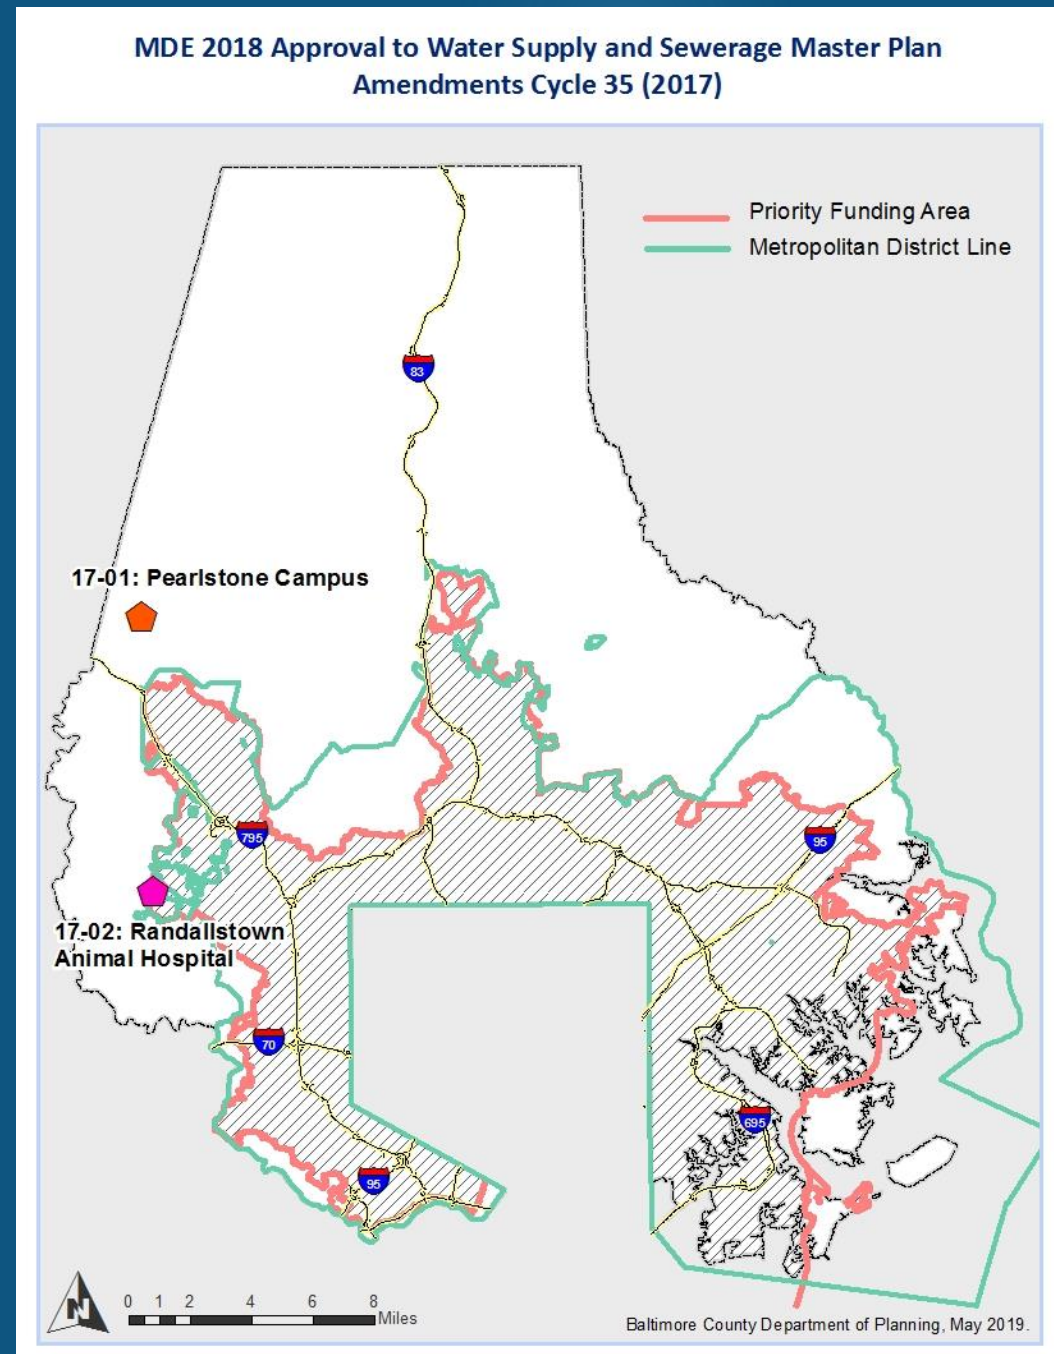 MDE 2018 Approval to Water Supply and Sewerage Master Plan
Amendments Cycle 35 (2017)
Priority Funding Area
Metropolitan District Line
83
17-01: Pearlstone Campus
795
95
17-02: Randallstown
Animal Hospital
70
695
95
N
0 1 2 4 6 8
Miles
Baltimore County Department of Planning, May 2019.